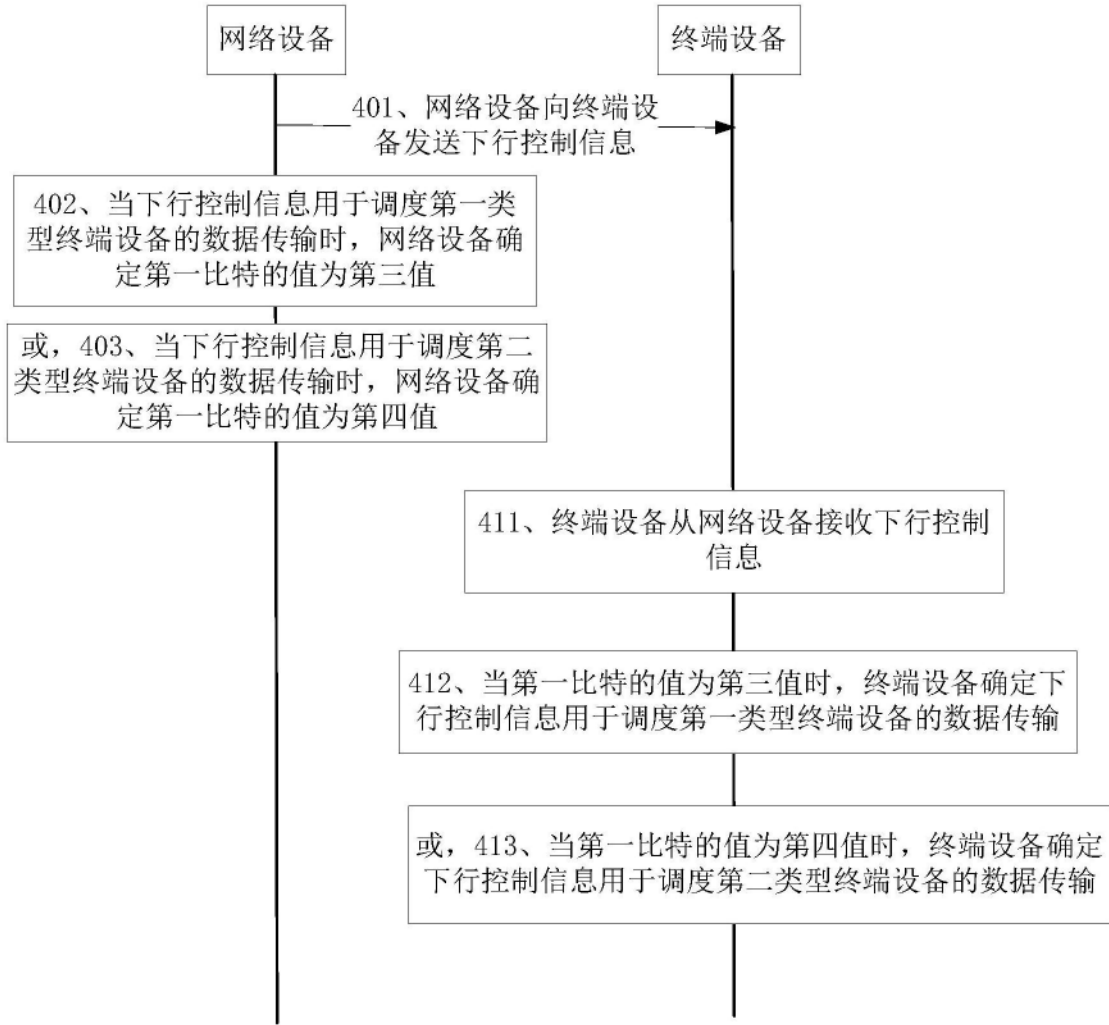 网络设备
终端设备
401、网络设备向终端设
备发送下行控制信息
402、当下行控制信息用于调度第一类
型终端设备的数据传输时，网络设备确
定第一比特的值为第三值
或，403、当下行控制信息用于调度第二
类型终端设备的数据传输时，网络设备确
定第一比特的值为第四值
411、终端设备从网络设备接收下行控制
信息
412、当第一比特的值为第三值时，终端设备确定下
行控制信息用于调度第一类型终端设备的数据传输
或，413、当第一比特的值为第四值时，终端设备确定
下行控制信息用于调度第二类型终端设备的数据传输